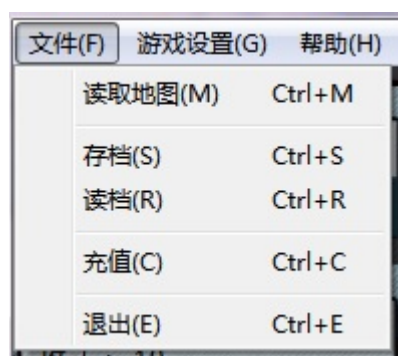 文件(F) 游戏设置(G) 帮助(H)
读取地图(M) Ctrl+M
存档(S) Ctrl+S
读档(R) Ctrl+R
充值(C) Ctrl+C
退出(E) Ctrl+E